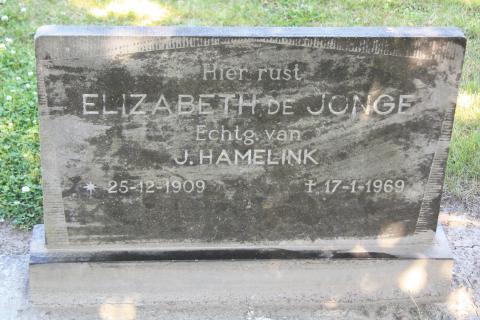 Hier rust
ELIZABETH DE JONGE
Echtg van
J. HAMELINK
* 25-12-1909 † 17-1-1969